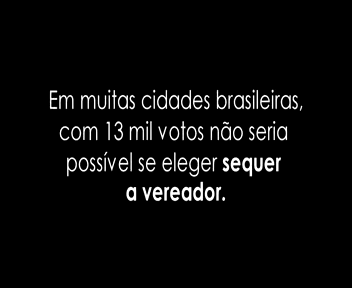 Em muitas cidades brasileiras,
com 13 mil votos não seria
possível se eleger sequer
a vereador.